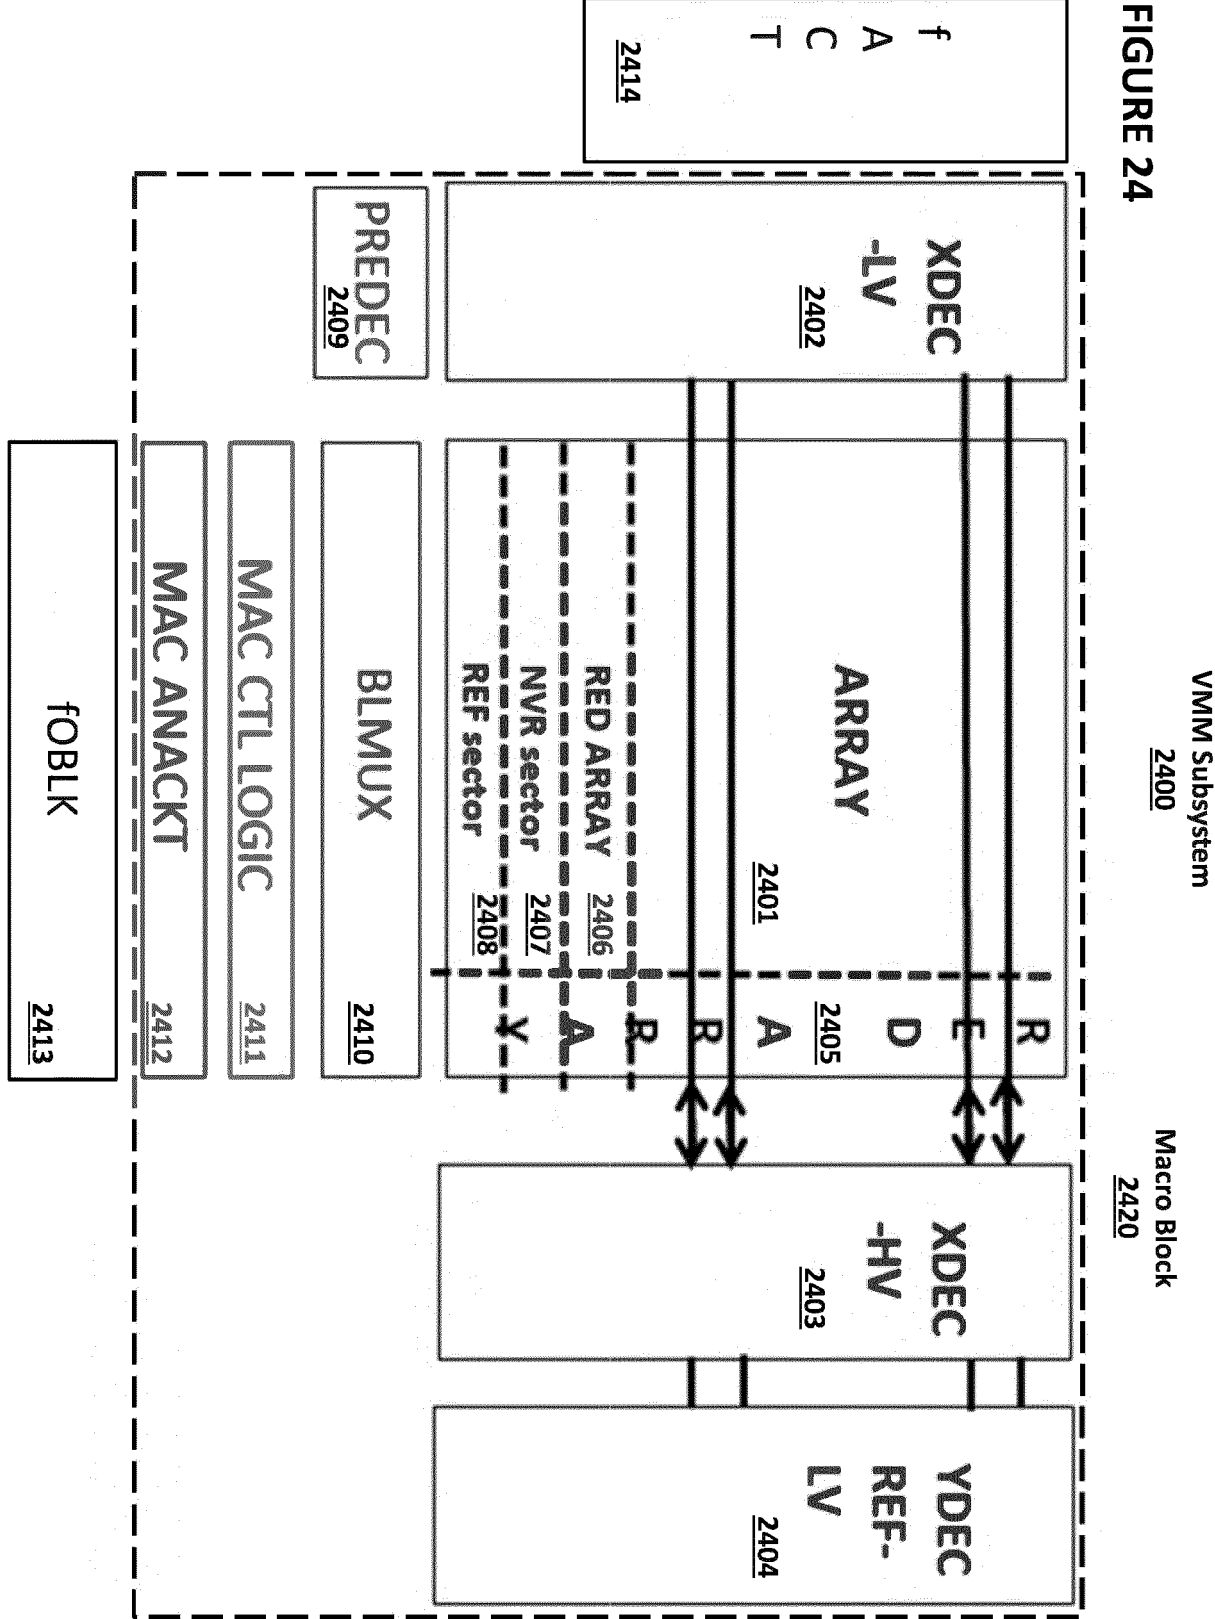 FIGURE 24
VMM Subsystem
2400
Macro Block
2420
f
A
C
T
2414
XDEC
-LV
2402
PREDEC
2409
ARRAY
2401
RED ARRAY
2406
NVR sector
2407
REF sector
2408
R
E
D
2405
A
R
R
A
Y
BLMUX
2410
MAC CTL LOGIC
2411
MAC ANACKT
2412
fOBLK
2413
XDEC
-HV
2403
YDEC
REF-
LV
2404